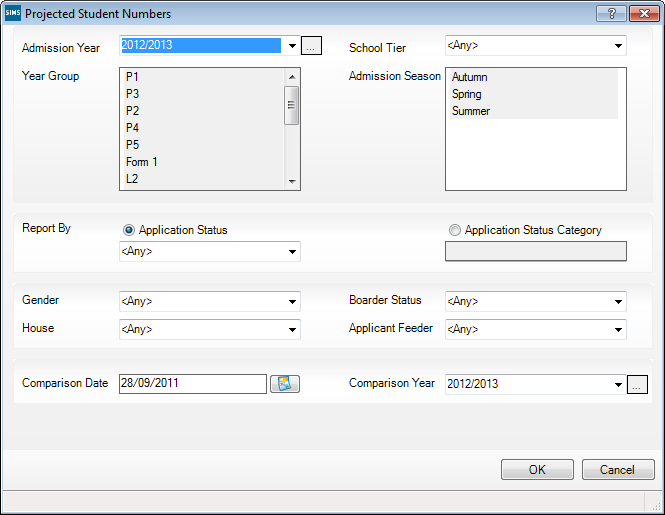 SIMS Projected Student Numbers ?
Admission Year 2012/2013 ... School Tier <Any>
Year Group Admission Season
P1 Autumn
P3 Spring
P2 Summer
P4
P5
Form 1
L2
Report By Application Status Application Status Category
<Any>
Gender <Any> Boarder Status <Any>
House <Any> Applicant Feeder <Any>
Comparison Date 28/09/2011 Comparison Year 2012/2013 ...
OK Cancel